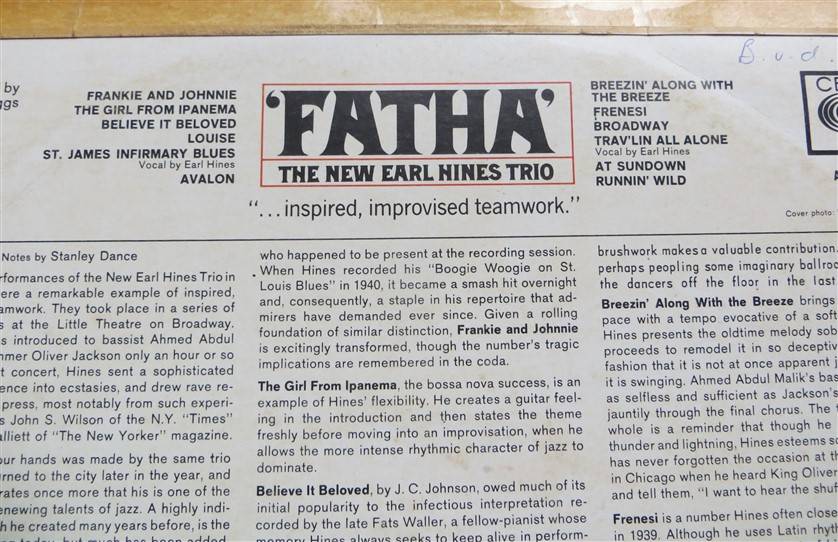 B.v.d.
by
ggs
FRANKIE AND JOHNNIE
THE GIRL FROM IPANEMA
BELIEVE IT BELOVED
LOUISE
ST. JAMES INFIRMARY BLUES
Vocal by Earl Hines
AVALON
'FATHA'
THE NEW EARL HINES TRIO
"...inspired, improvised teamwork."
BREEZIN' ALONG WITH
THE BREEZE
FRENESI
BROADWAY
TRAV'LIN ALL ALONE
Vocal by Earl Hines
AT SUNDOWN
RUNNIN' WILD
Cover photo:
Notes by Stanley Dance
rformances of the New Earl Hines Trio in
ere a remarkable example of inspired,
amwork. They took place in a series of
s at the Little Theatre on Broadway.
s introduced to bassist Ahmed Abdul
mmer Oliver Jackson only an hour or so
t concert, Hines sent a sophisticated
ence into ecstasies, and drew rave re-
press, most notably from such experi-
s John S. Wilson of the N.Y. "Times"
alliett of "The New Yorker" magazine.
our hands was made by the same trio
urned to the city later in the year, and
rates once more that his is one of the
enewing talents of jazz. A highly indi-
h he created many years before, is the
who happened to be present at the recording session.
When Hines recorded his "Boogie Woogie on St.
Louis Blues" in 1940, it became a smash hit overnight
and, consequently, a staple in his repertoire that ad-
mirers have demanded ever since. Given a rolling
foundation of similar distinction, Frankie and Johnnie
is excitingly transformed, though the number's tragic
implications are remembered in the coda.
The Girl From Ipanema, the bossa nova success, is an
example of Hines' flexibility. He creates a guitar feel-
ing in the introduction and then states the theme
freshly before moving into an improvisation, when he
allows the more intense rhythmic character of jazz to
dominate.
Believe It Beloved, by J. C. Johnson, owed much of its
initial popularity to the infectious interpretation re-
corded by the late Fats Waller, a fellow-pianist whose
memory Hines always seeks to keep alive in perform-
brushwork makes a valuable contribution.
perhaps peopling some imaginary ballroo
the dancers off the floor in the last
Breezin' Along With the Breeze brings
pace with a tempo evocative of a soft
Hines presents the oldtime melody sob
proceeds to remodel it in so deceptiv
fashion that it is not at once apparent j
it is swinging. Ahmed Abdul Malik's bas
as selfless and sufficient as Jackson's
jauntily through the final chorus. The
whole is a reminder that though he
thunder and lightning, Hines esteems so
has never forgotten the occasion at th
in Chicago when he heard King Oliver
and tell them, "I want to hear the shuf
Frenesi is a number Hines often close
in 1939. Although he uses Latin rhyth